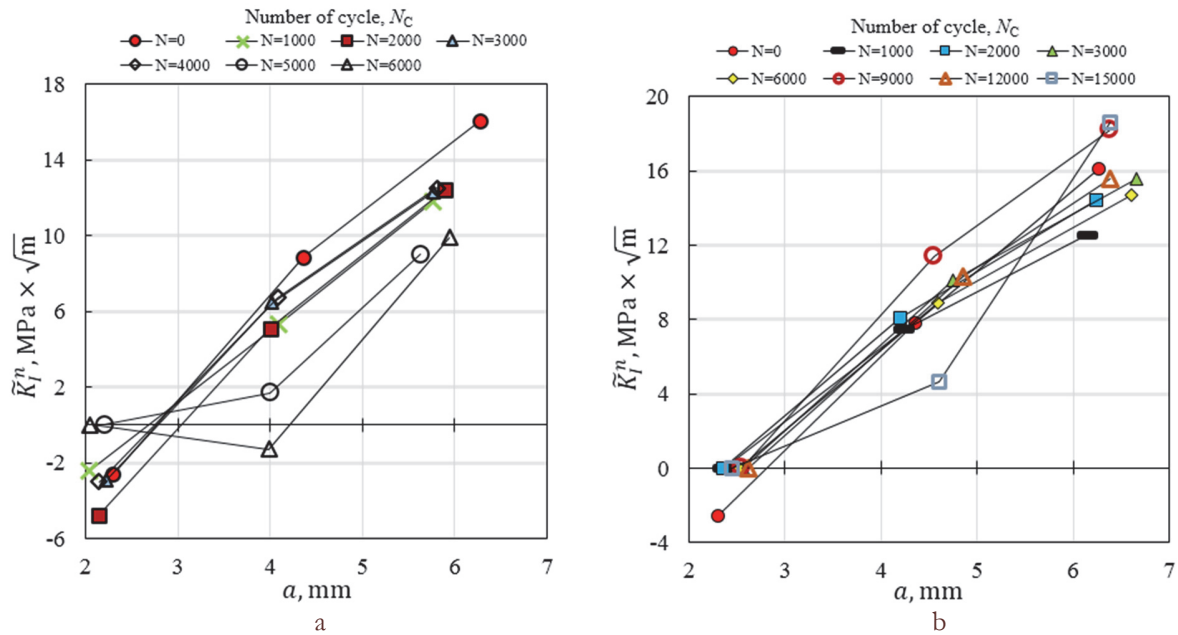 Number of cycle, N_C
N=0 N=1000 N=2000 N=3000
N=4000 N=5000 N=6000
18
14
10
6
2
-2
-6
K̃ᵢⁿ, MPa × √m
2 3 4 5 6 7
a, mm
a
Number of cycle, N_C
N=0 N=1000 N=2000 N=3000
N=6000 N=9000 N=12000 N=15000
20
16
12
8
4
0
-4
K̃ᵢⁿ, MPa × √m
2 3 4 5 6 7
a, mm
b